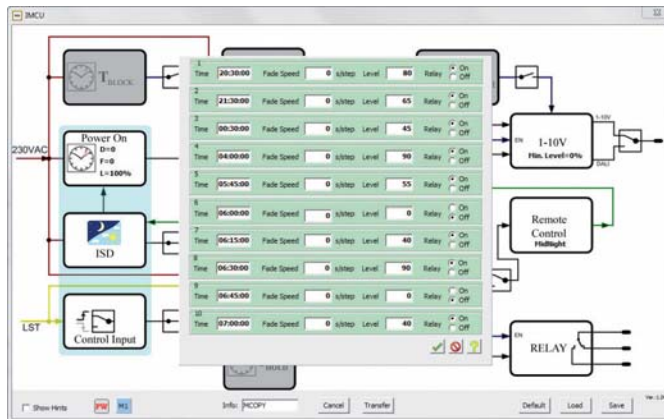 IMCU
TBLOCK
230VAC
Power On
D=0
F=0
L=100%
ISD
LST
Control Input
1
Time 20:30:00 Fade Speed 0 s/step Level 80 Relay On Off
2
Time 21:30:00 Fade Speed 0 s/step Level 65 Relay On Off
3
Time 00:30:00 Fade Speed 0 s/step Level 45 Relay On Off
4
Time 04:00:00 Fade Speed 0 s/step Level 90 Relay On Off
5
Time 05:45:00 Fade Speed 0 s/step Level 55 Relay On Off
6
Time 06:00:00 Fade Speed 0 s/step Level 0 Relay On Off
7
Time 06:15:00 Fade Speed 0 s/step Level 40 Relay On Off
8
Time 06:30:00 Fade Speed 0 s/step Level 90 Relay On Off
9
Time 06:45:00 Fade Speed 0 s/step Level 0 Relay On Off
10
Time 07:00:00 Fade Speed 0 s/step Level 40 Relay On Off
EN
1-10V
Min. Level=0%
1-10V
DALI
Remote
Control
MidNight
EN
RELAY
HOLD
Show Hints
PW
M1
Info: MCOPY
Cancel
Transfer
Default
Load
Save